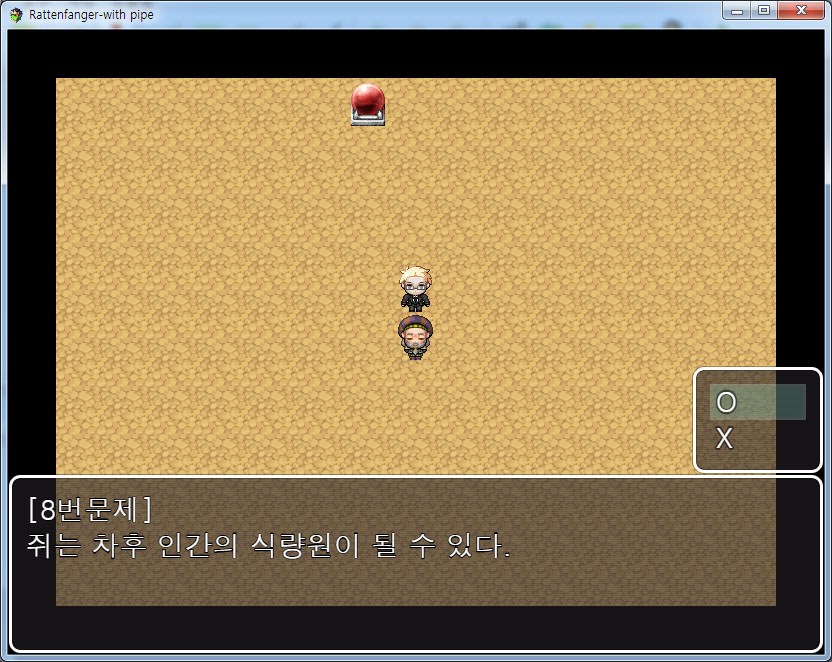 Rattenfanger-with pipe
O
X
[8번문제]
쥐는 차후 인간의 식량원이 될 수 있다.